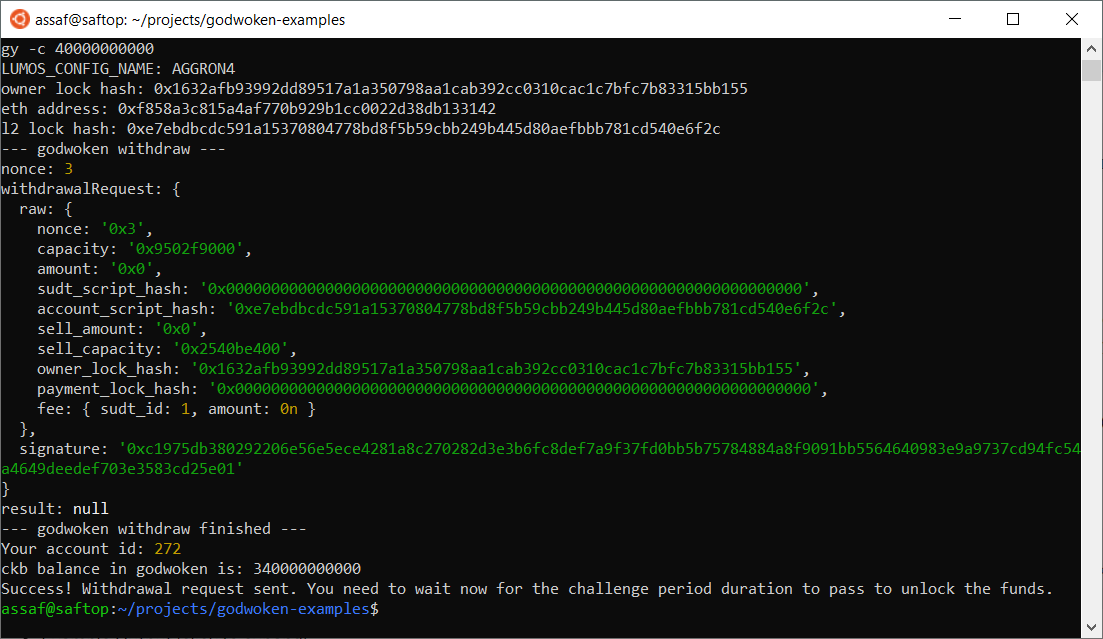 assaf@saftop: ~/projects/godwoken-examples
gy -c 40000000000
LUMOS_CONFIG_NAME: AGGRON4
owner lock hash: 0x1632afb93992dd89517a1a350798aa1cab392cc0310cac1c7bfc7b83315bb155
eth address: 0xf858a3c815a4af770b929b1cc0022d38db133142
l2 lock hash: 0xe7ebdbcdc591a15370804778bd8f5b59cbb249b445d80aefbbb781cd540e6f2c
--- godwoken withdraw ---
nonce: 3
withdrawalRequest: {
  raw: {
    nonce: '0x3',
    capacity: '0x9502f9000',
    amount: '0x0',
    sudt_script_hash: '0x0000000000000000000000000000000000000000000000000000000000000000',
    account_script_hash: '0xe7ebdbcdc591a15370804778bd8f5b59cbb249b445d80aefbbb781cd540e6f2c',
    sell_amount: '0x0',
    sell_capacity: '0x2540be400',
    owner_lock_hash: '0x1632afb93992dd89517a1a350798aa1cab392cc0310cac1c7bfc7b83315bb155',
    payment_lock_hash: '0x0000000000000000000000000000000000000000000000000000000000000000',
    fee: { sudt_id: 1, amount: 0n }
  },
  signature: '0xc1975db380292206e56e5ece4281a8c270282d3e3b6fc8def7a9f37fd0bb5b75784884a8f9091bb5564640983e9a9737cd94fc54
a4649deedef703e3583cd25e01'
}
result: null
--- godwoken withdraw finished ---
Your account id: 272
ckb balance in godwoken is: 340000000000
Success! Withdrawal request sent. You need to wait now for the challenge period duration to pass to unlock the funds.
assaf@saftop:~/projects/godwoken-examples$